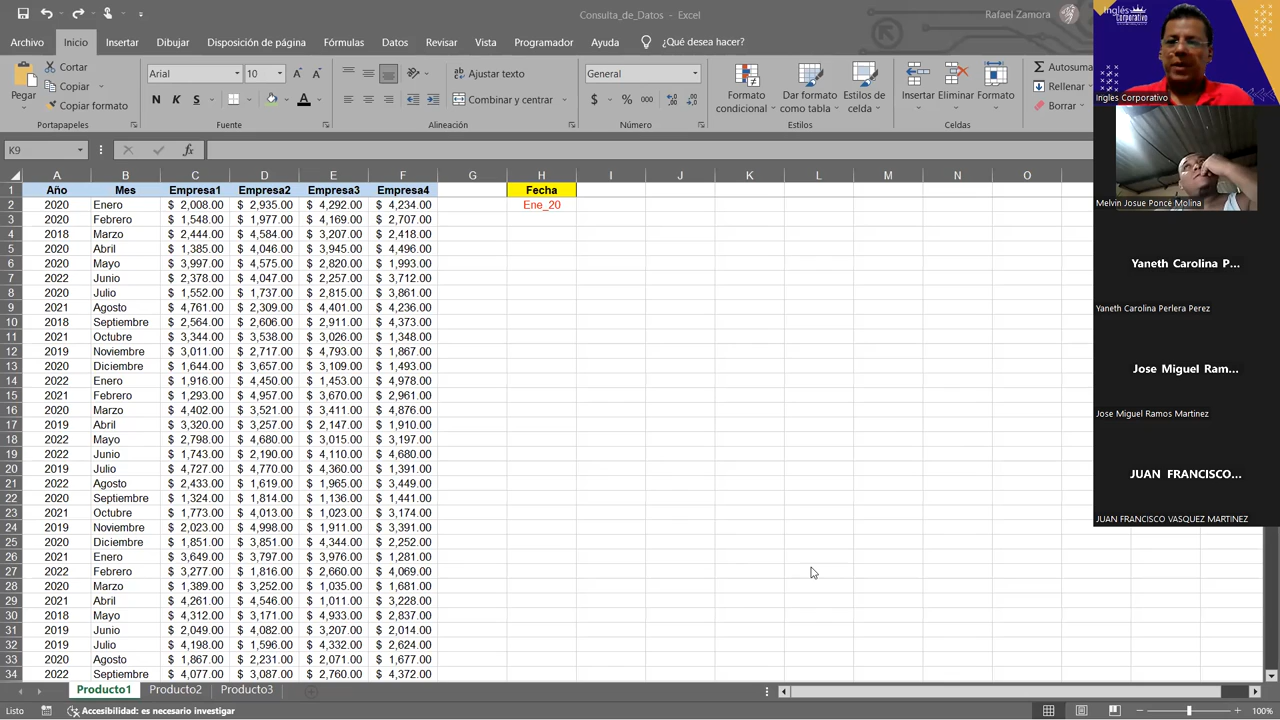 Consulta_de_Datos - Excel
Rafael Zamora
Archivo Inicio Insertar Dibujar Disposición de página Fórmulas Datos Revisar Vista Programador Ayuda ¿Qué desea hacer?
Pegar
Cortar
Copiar
Copiar formato
Portapapeles
Arial 10
N K S
Fuente
Ajustar texto
Combinar y centrar
Alineación
General
$ % 000
Número
Formato condicional
Dar formato como tabla
Estilos de celda
Estilos
Insertar Eliminar Formato
Celdas
Autosuma
Rellenar
Borrar
K9
fx
A B C D E F G H I J K L M N O
1 Año Mes Empresa1 Empresa2 Empresa3 Empresa4 Fecha
2 2020 Enero $ 2,008.00 $ 2,935.00 $ 4,292.00 $ 4,234.00 Ene_20
3 2020 Febrero $ 1,548.00 $ 1,977.00 $ 4,169.00 $ 2,707.00
4 2018 Marzo $ 2,444.00 $ 4,584.00 $ 3,207.00 $ 2,418.00
5 2020 Abril $ 1,385.00 $ 4,046.00 $ 3,945.00 $ 4,496.00
6 2020 Mayo $ 3,997.00 $ 4,575.00 $ 2,820.00 $ 1,993.00
7 2022 Junio $ 2,378.00 $ 4,047.00 $ 2,257.00 $ 3,712.00
8 2020 Julio $ 1,552.00 $ 1,737.00 $ 2,815.00 $ 3,861.00
9 2021 Agosto $ 4,761.00 $ 2,309.00 $ 4,401.00 $ 4,236.00
10 2018 Septiembre $ 2,564.00 $ 2,606.00 $ 2,911.00 $ 4,373.00
11 2021 Octubre $ 3,344.00 $ 3,538.00 $ 3,026.00 $ 1,348.00
12 2019 Noviembre $ 3,011.00 $ 2,717.00 $ 4,793.00 $ 1,867.00
13 2020 Diciembre $ 1,644.00 $ 3,657.00 $ 3,109.00 $ 1,493.00
14 2022 Enero $ 1,916.00 $ 4,450.00 $ 1,453.00 $ 4,978.00
15 2021 Febrero $ 1,293.00 $ 4,957.00 $ 3,670.00 $ 2,961.00
16 2020 Marzo $ 4,402.00 $ 3,521.00 $ 3,411.00 $ 4,876.00
17 2019 Abril $ 3,320.00 $ 3,257.00 $ 2,147.00 $ 1,910.00
18 2022 Mayo $ 2,798.00 $ 4,680.00 $ 3,015.00 $ 3,197.00
19 2022 Junio $ 1,743.00 $ 2,190.00 $ 4,110.00 $ 4,680.00
20 2019 Julio $ 4,727.00 $ 4,770.00 $ 4,360.00 $ 1,391.00
21 2022 Agosto $ 2,433.00 $ 1,619.00 $ 1,965.00 $ 3,449.00
22 2020 Septiembre $ 1,324.00 $ 1,814.00 $ 1,136.00 $ 1,441.00
23 2021 Octubre $ 1,773.00 $ 4,013.00 $ 1,023.00 $ 3,174.00
24 2019 Noviembre $ 2,023.00 $ 4,998.00 $ 1,911.00 $ 3,391.00
25 2020 Diciembre $ 1,851.00 $ 3,851.00 $ 4,344.00 $ 2,252.00
26 2021 Enero $ 3,649.00 $ 3,797.00 $ 3,976.00 $ 1,281.00
27 2022 Febrero $ 3,277.00 $ 1,816.00 $ 2,660.00 $ 4,069.00
28 2020 Marzo $ 1,389.00 $ 3,252.00 $ 1,035.00 $ 1,681.00
29 2021 Abril $ 4,261.00 $ 4,546.00 $ 1,011.00 $ 3,228.00
30 2018 Mayo $ 4,312.00 $ 3,171.00 $ 4,933.00 $ 2,837.00
31 2019 Junio $ 2,049.00 $ 4,082.00 $ 3,207.00 $ 2,014.00
32 2019 Julio $ 4,198.00 $ 1,596.00 $ 4,332.00 $ 2,624.00
33 2020 Agosto $ 1,867.00 $ 2,231.00 $ 2,071.00 $ 1,677.00
34 2022 Septiembre $ 4,077.00 $ 3,087.00 $ 2,760.00 $ 4,372.00
Producto1 Producto2 Producto3
Listo
Accesibilidad: es necesario investigar
100%
Inglés
Corporativo
Ingles Corporativo
Melvin Josue Ponce Molina
Yaneth Carolina P...
Yaneth Carolina Perlera Perez
Jose Miguel Ram...
Jose Miguel Ramos Martinez
JUAN FRANCISCO...
JUAN FRANCISCO VASQUEZ MARTINEZ